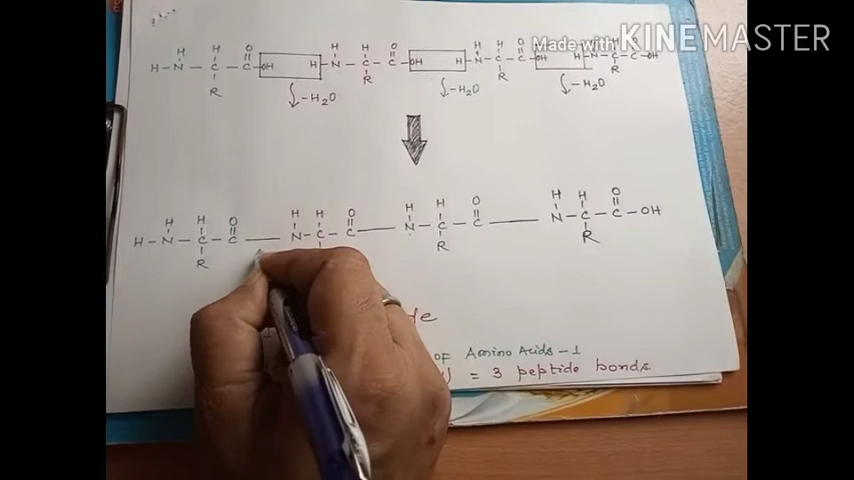 Made with KINEMASTER
H H O H H O H H O H H O
H-N-C-C-OH H-N-C-C-OH H-N-C-C-OH H-N-C-C-OH
R R R R
-H2O -H2O -H2O
H H O H H O H H O H H O
H-N-C-C—N-C-C—N-C-C—N-C-C-OH
R R R
de
OF Amino Acids-1
= 3 peptide bonds